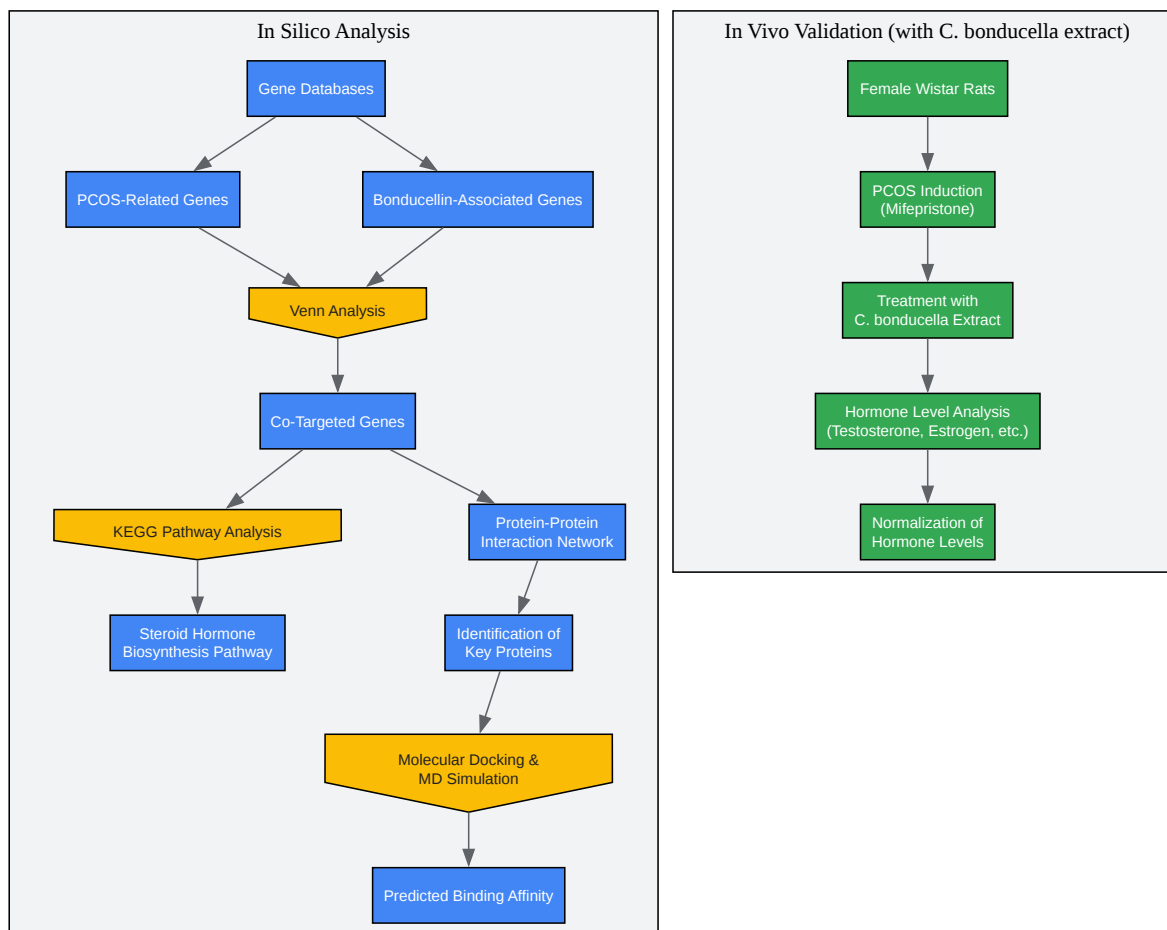 In Silico Analysis
Gene Databases
PCOS-Related Genes
Bonducellin-Associated Genes
Venn Analysis
Co-Targeted Genes
KEGG Pathway Analysis
Protein-Protein
Interaction Network
Steroid Hormone
Biosynthesis Pathway
Identification of
Key Proteins
Molecular Docking &
MD Simulation
Predicted Binding Affinity
In Vivo Validation (with C. bonducella extract)
Female Wistar Rats
PCOS Induction
(Mifepristone)
Treatment with
C. bonducella Extract
Hormone Level Analysis
(Testosterone, Estrogen, etc.)
Normalization of
Hormone Levels